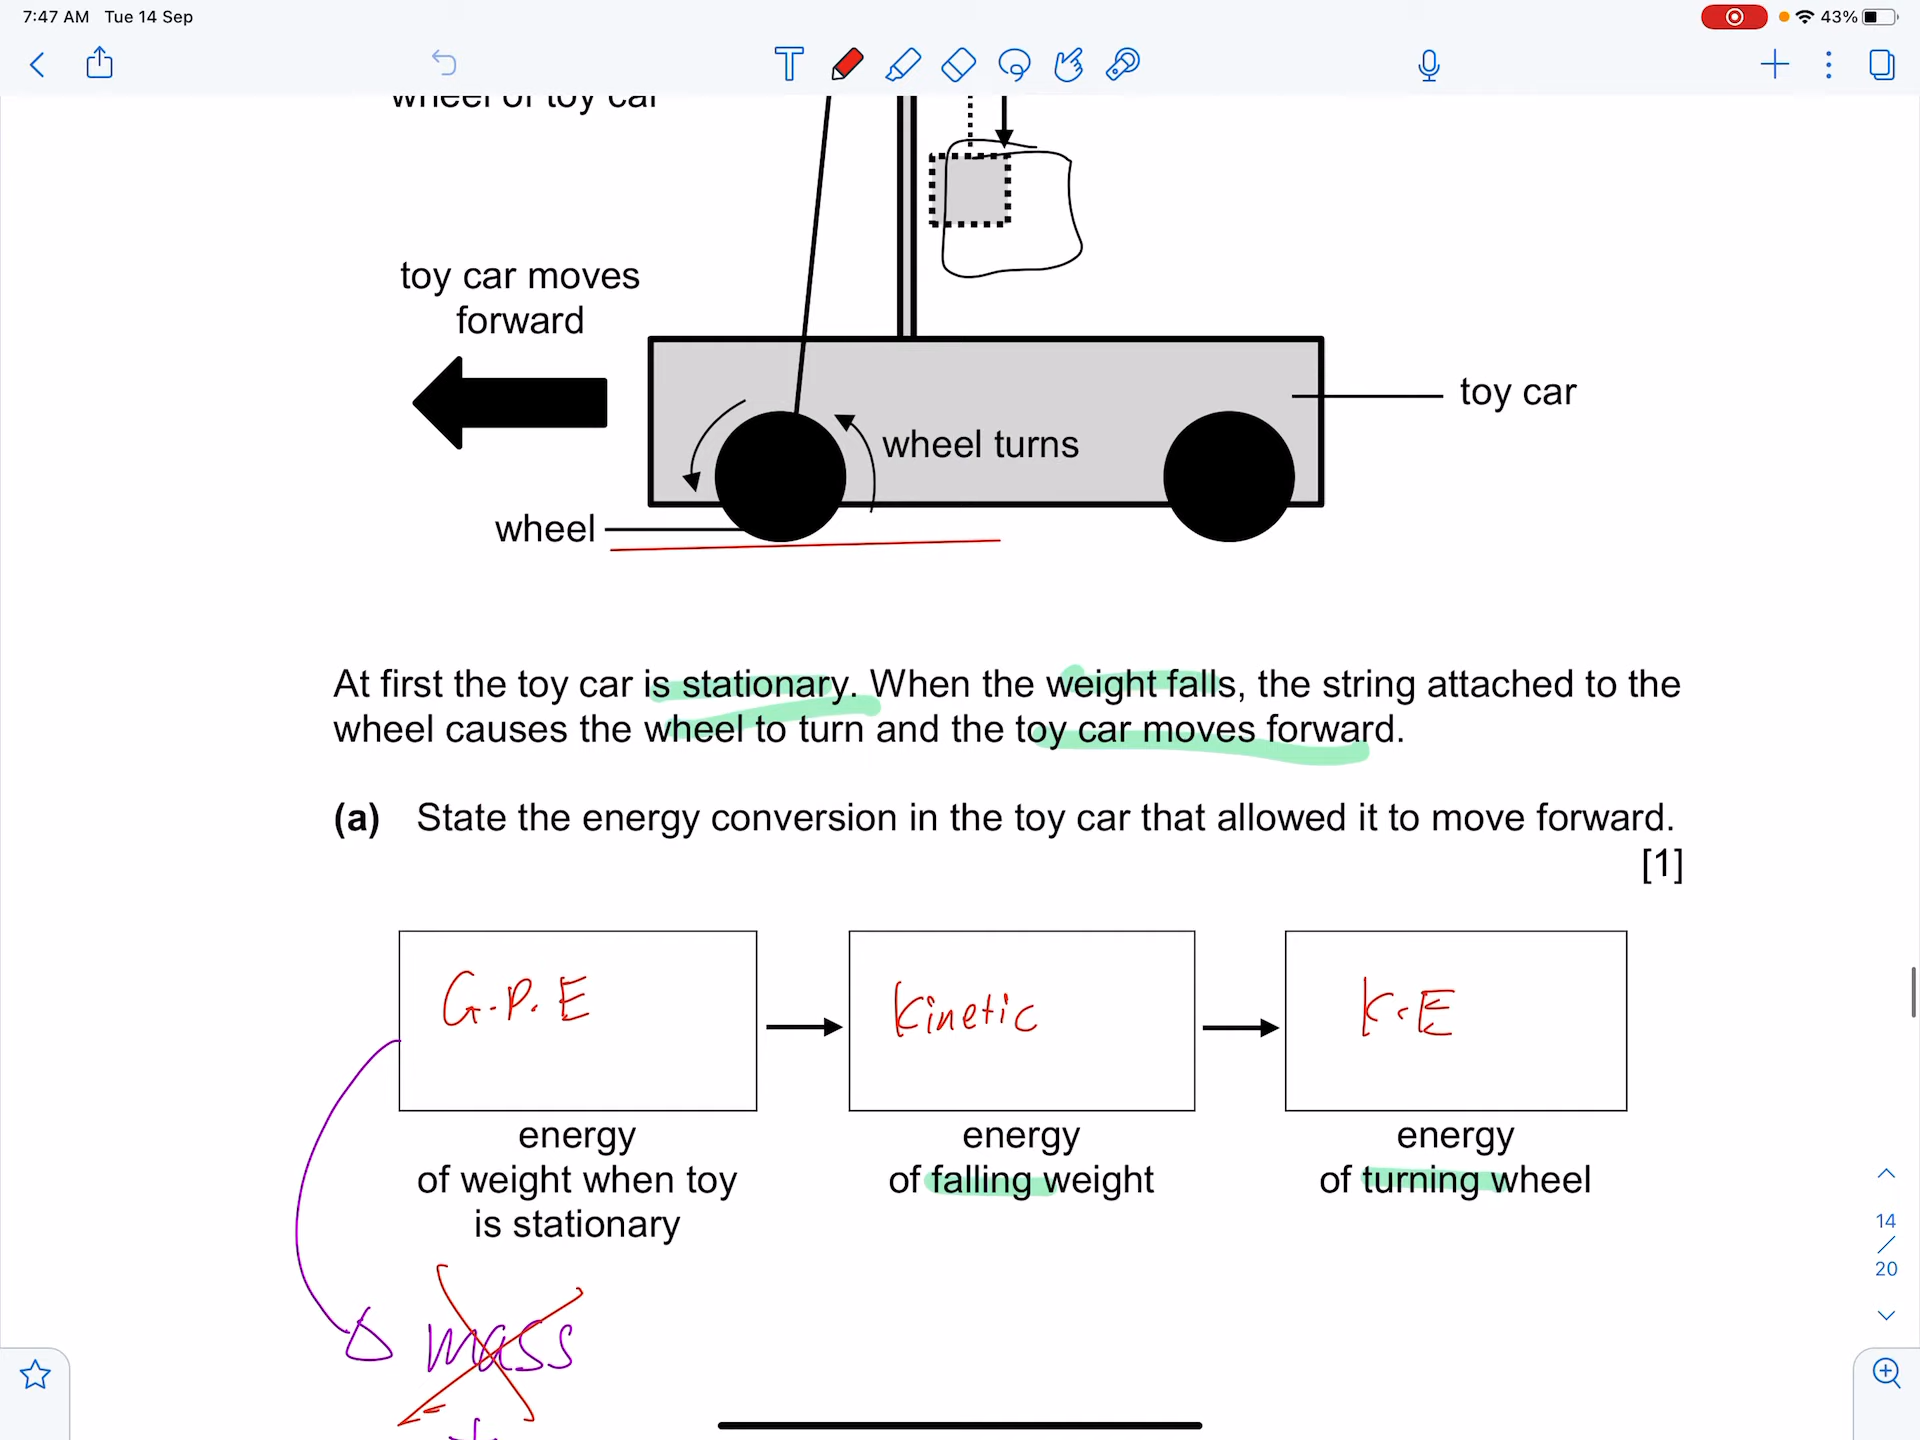 7:47 AM Tue 14 Sep
43%
T
wheel of toy car
toy car moves
forward
toy car
wheel turns
wheel
At first the toy car is stationary. When the weight falls, the string attached to the
wheel causes the wheel to turn and the toy car moves forward.
(a) State the energy conversion in the toy car that allowed it to move forward.
[1]
G.P.E
Kinetic
K.E
energy
of weight when toy
is stationary
energy
of falling weight
energy
of turning wheel
14
/
20
mass